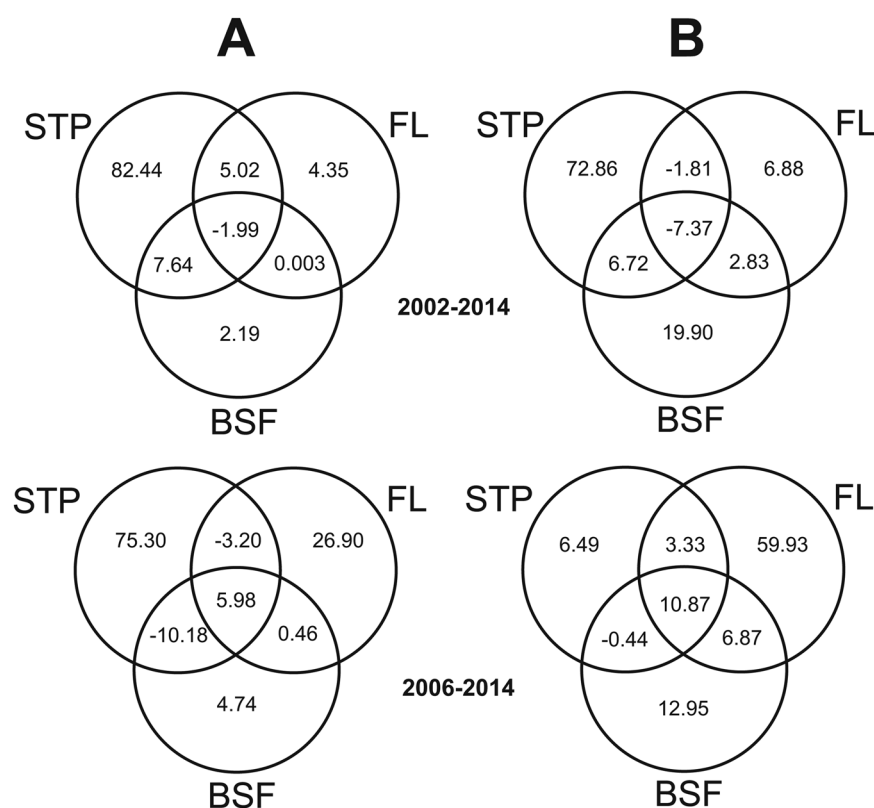 A B
STP FL STP FL
82.44 5.02 4.35 72.86 -1.81 6.88
-1.99 -7.37
7.64 0.003 6.72 2.83
2002-2014
2.19 19.90
BSF BSF
STP FL STP FL
75.30 -3.20 26.90 6.49 3.33 59.93
5.98 10.87
-10.18 0.46 -0.44 6.87
2006-2014
4.74 12.95
BSF BSF